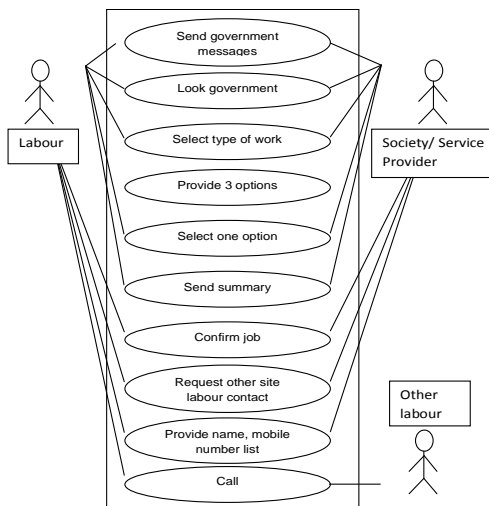 Send government
messages
Look government
Select type of work
Provide 3 options
Select one option
Send summary
Confirm job
Request other site
labour contact
Provide name, mobile
number list
Call
Labour
Society/ Service
Provider
Other
labour